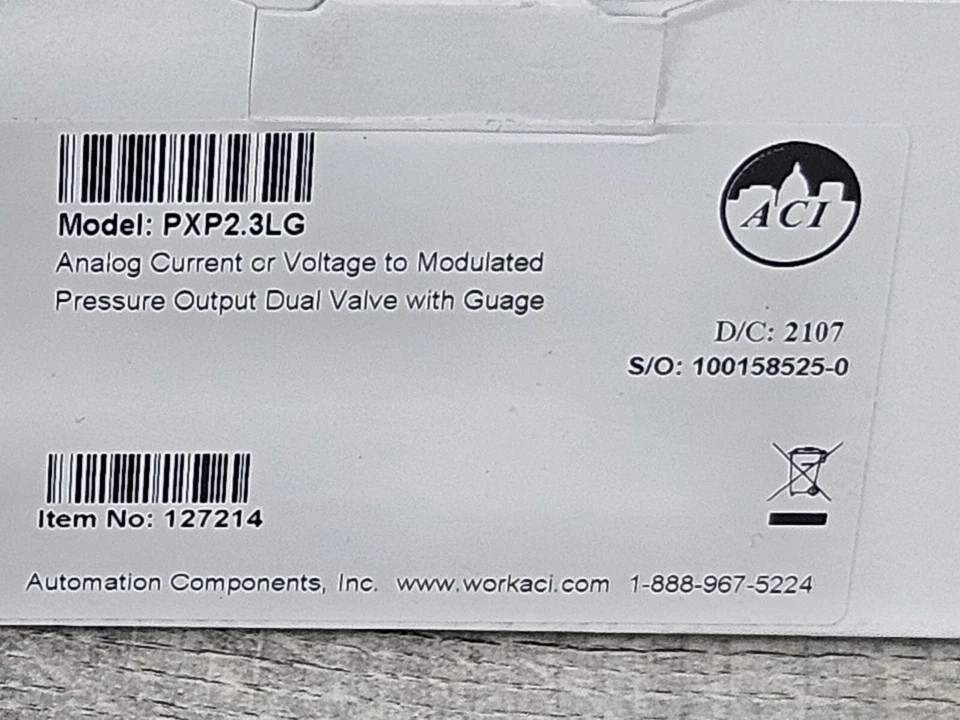 Model: PXP2.3LG
Analog Current or Voltage to Modulated
Pressure Output Dual Valve with Guage
ACI
D/C: 2107
S/O: 100158525-0
Item No: 127214
Automation Components, Inc. www.workaci.com 1-888-967-5224